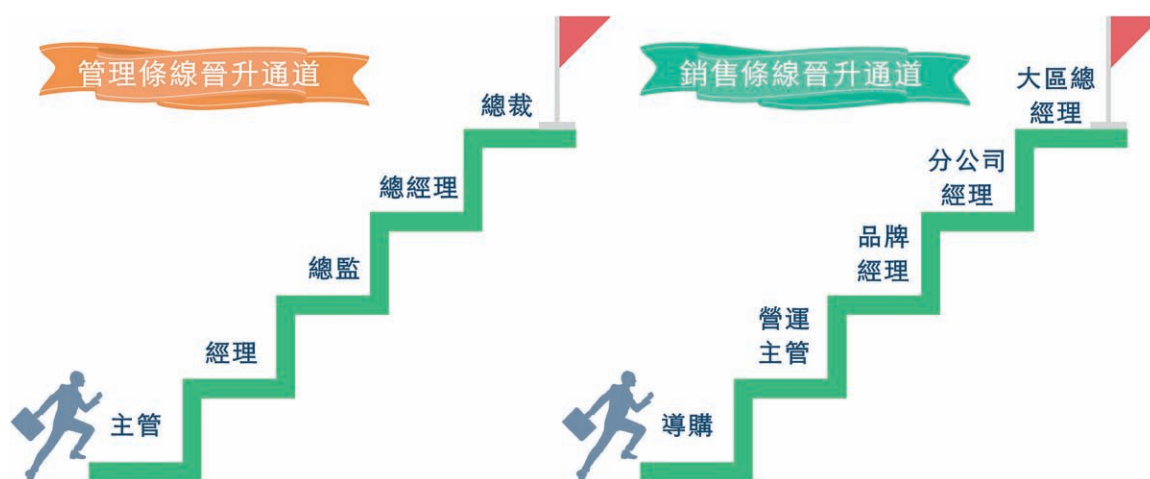 管理條線晉升通道
總裁
總經理
總監
經理
主管
銷售條線晉升通道
大區總
經理
分公司
經理
品牌
經理
營運
主管
導購